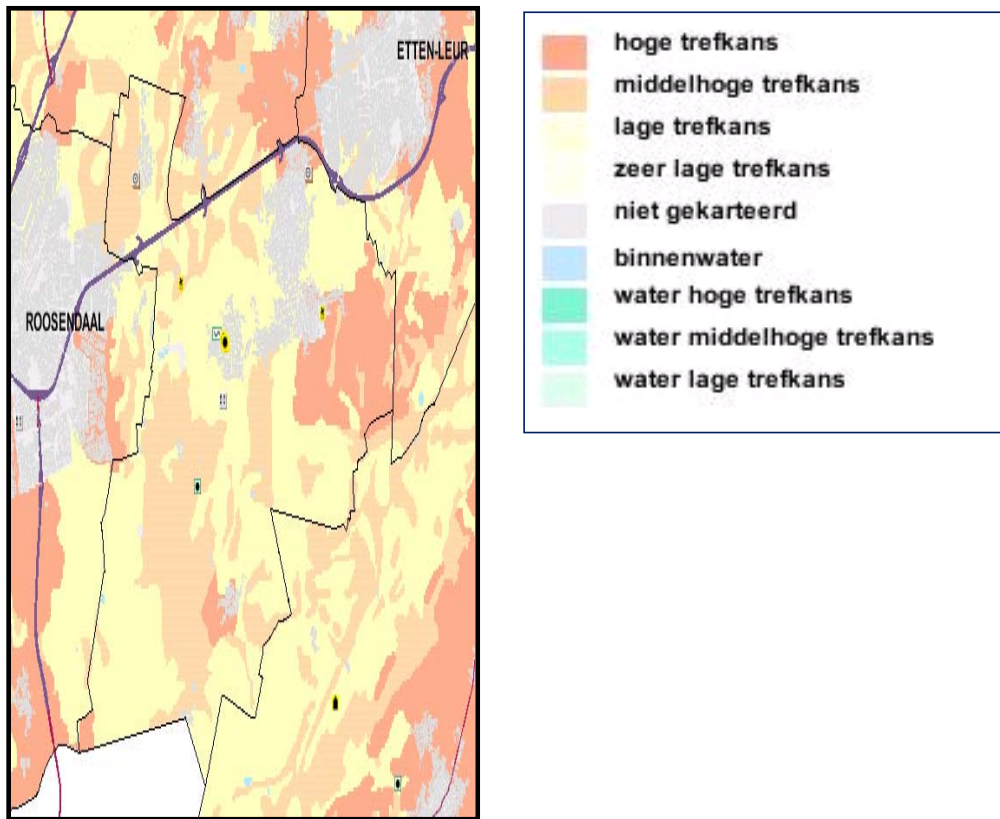 ETTEN-LEUR
ROOSENDAAL
hoge trefkans
middelhoge trefkans
lage trefkans
zeer lage trefkans
niet gekarteerd
binnenwater
water hoge trefkans
water middelhoge trefkans
water lage trefkans